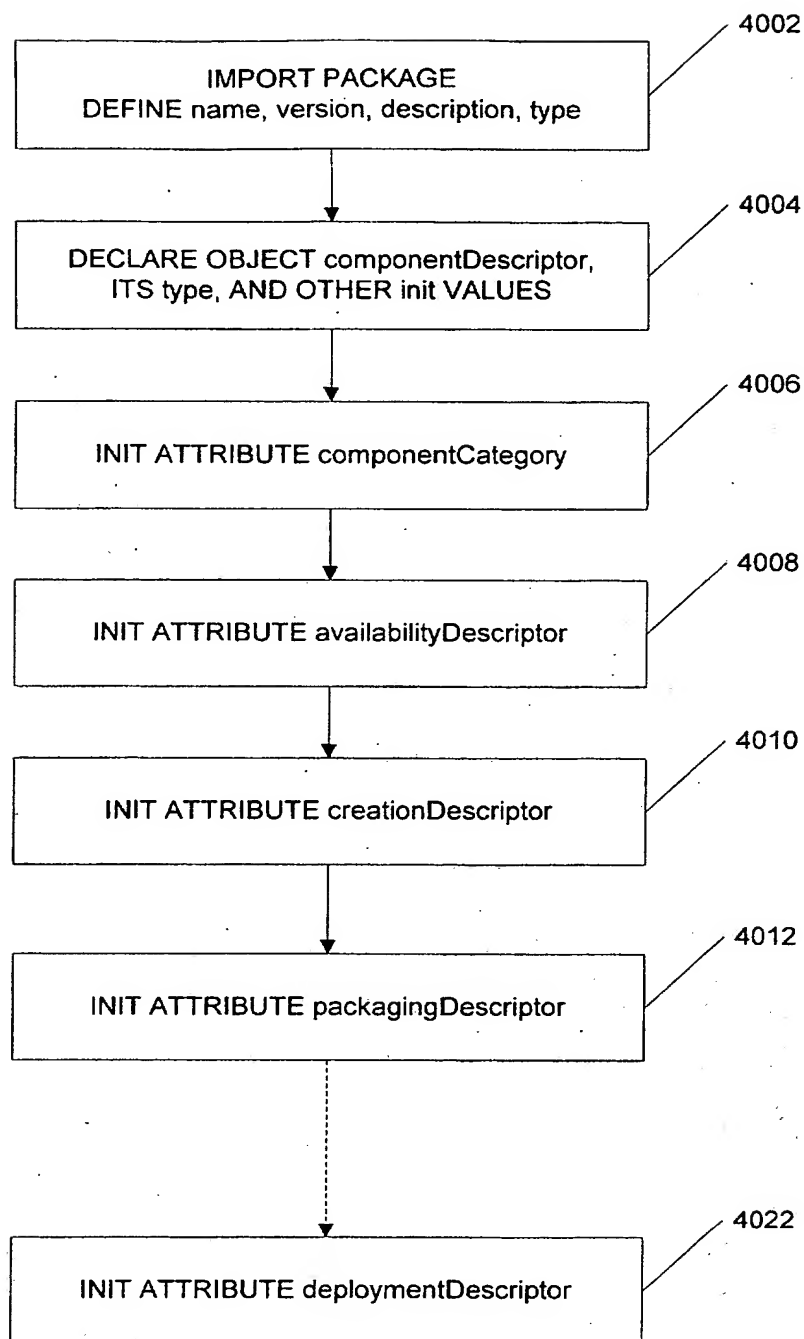 4002
IMPORT PACKAGE
DEFINE name, version, description, type
4004
DECLARE OBJECT componentDescriptor,
ITS type, AND OTHER init VALUES
4006
INIT ATTRIBUTE componentCategory
4008
INIT ATTRIBUTE availabilityDescriptor
4010
INIT ATTRIBUTE creationDescriptor
4012
INIT ATTRIBUTE packagingDescriptor
4022
INIT ATTRIBUTE deploymentDescriptor